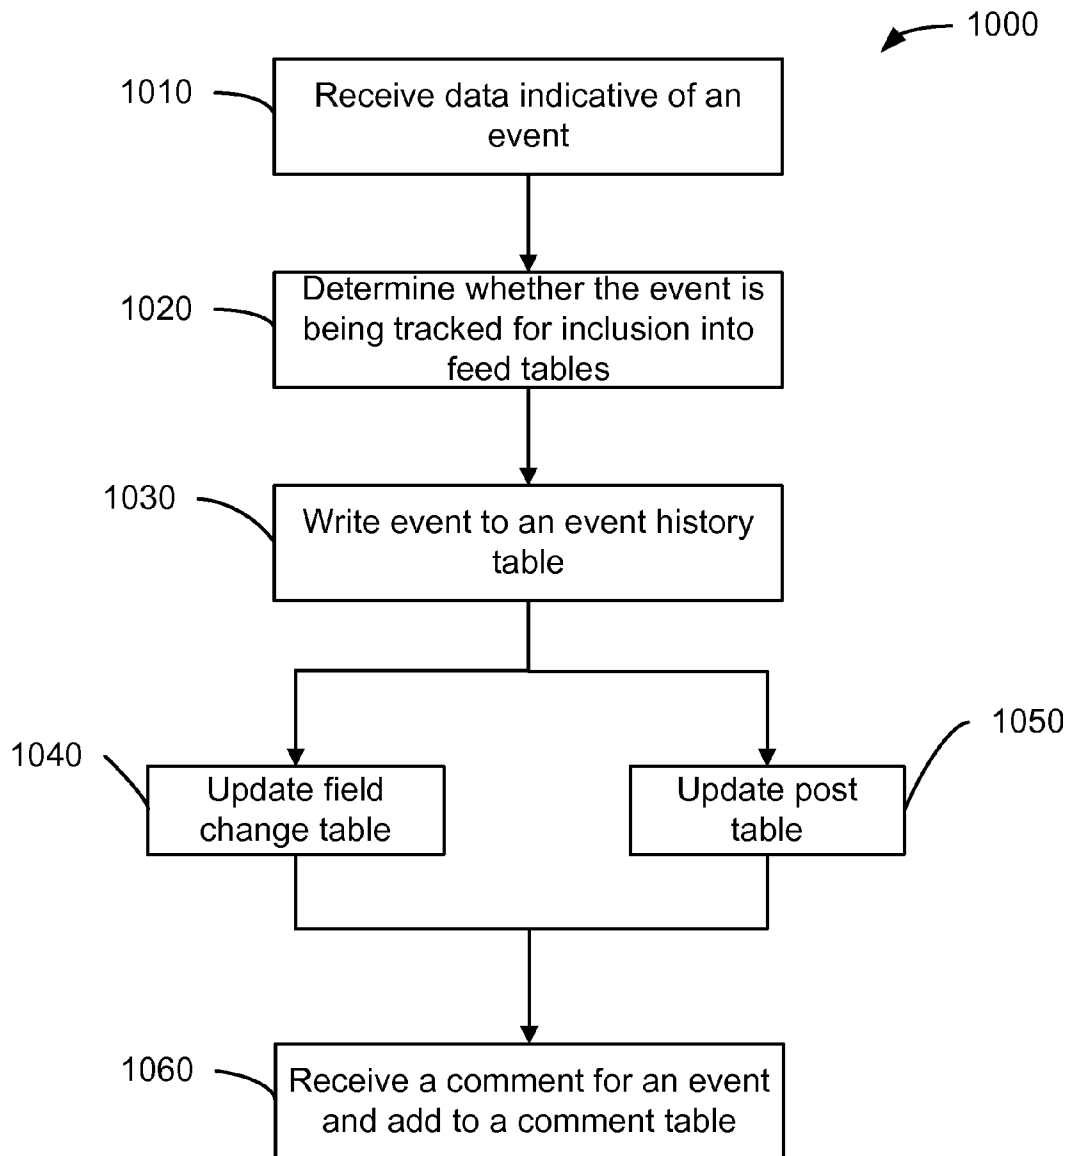 1000
1010
Receive data indicative of an
event
1020
Determine whether the event is
being tracked for inclusion into
feed tables
1030
Write event to an event history
table
1040
Update field
change table
1050
Update post
table
1060
Receive a comment for an event
and add to a comment table